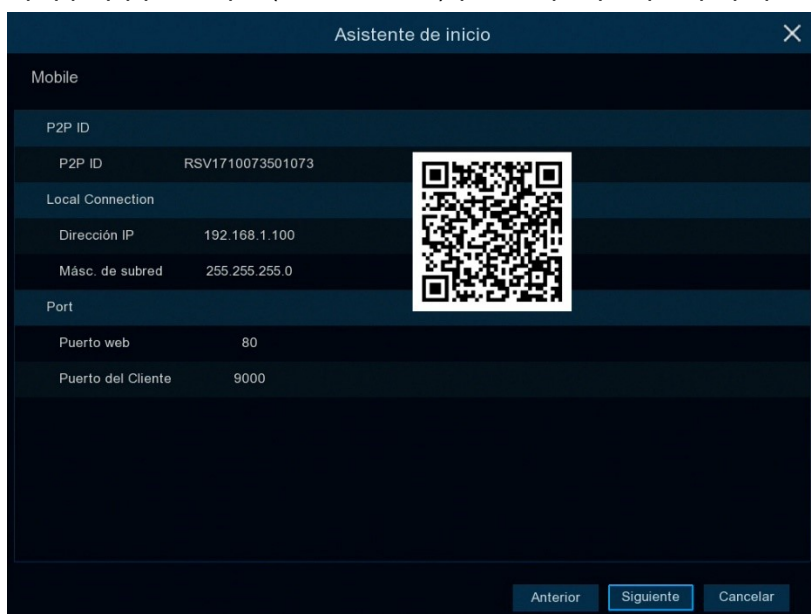 Asistente de inicio
Mobile
P2P ID
P2P ID RSV1710073501073
Local Connection
Dirección IP 192.168.1.100
Másc. de subred 255.255.255.0
Port
Puerto web 80
Puerto del Cliente 9000
Anterior Siguiente Cancelar